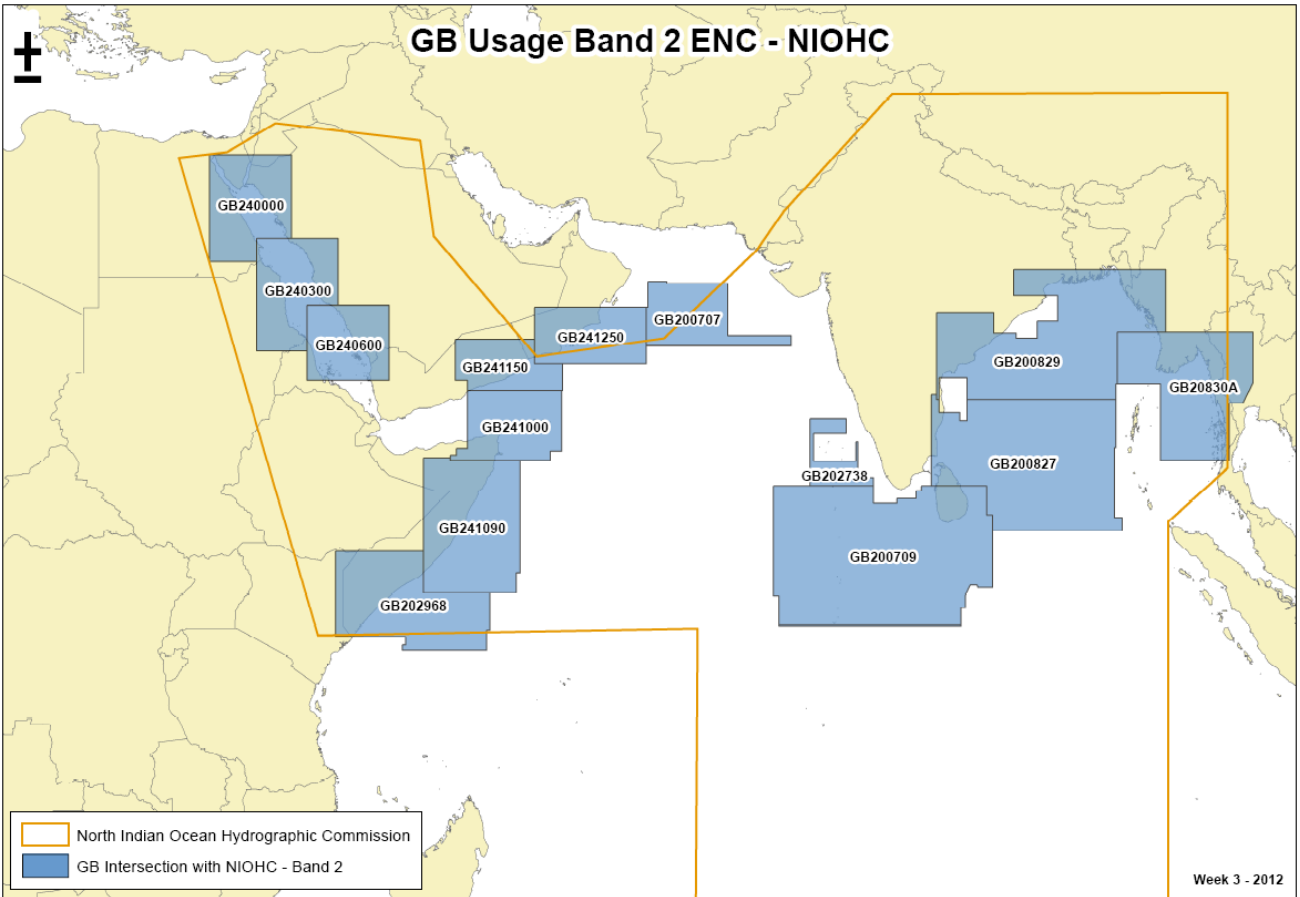 GB Usage Band 2 ENC - NIOHC
GB240000
GB240300
GB240600
GB241250
GB200707
GB241150
GB241000
GB241090
GB202968
GB200829
GB20830A
GB200827
GB202738
GB200709
North Indian Ocean Hydrographic Commission
GB Intersection with NIOHC - Band 2
Week 3 - 2012